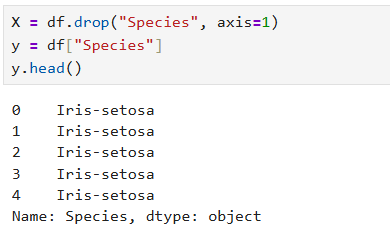 X = df.drop("Species", axis=1)
y = df["Species"]
y.head()
0    Iris-setosa
1    Iris-setosa
2    Iris-setosa
3    Iris-setosa
4    Iris-setosa
Name: Species, dtype: object